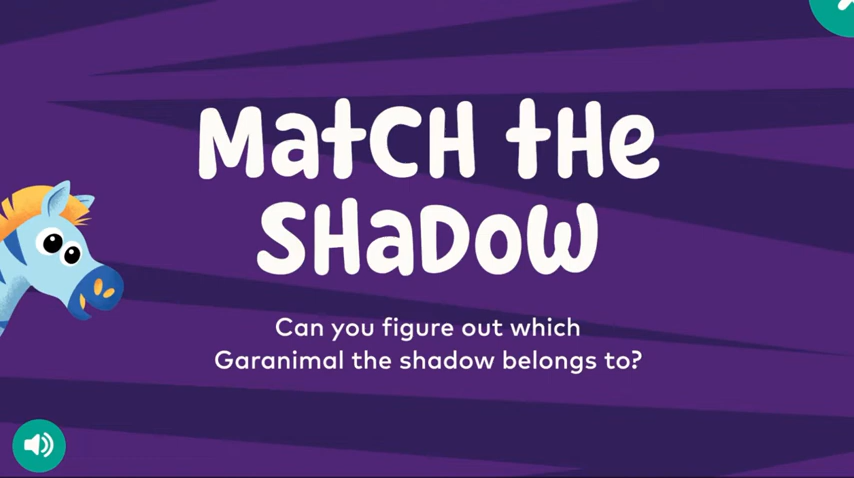 Match the
Shadow
Can you figure out which
Garanimal the shadow belongs to?